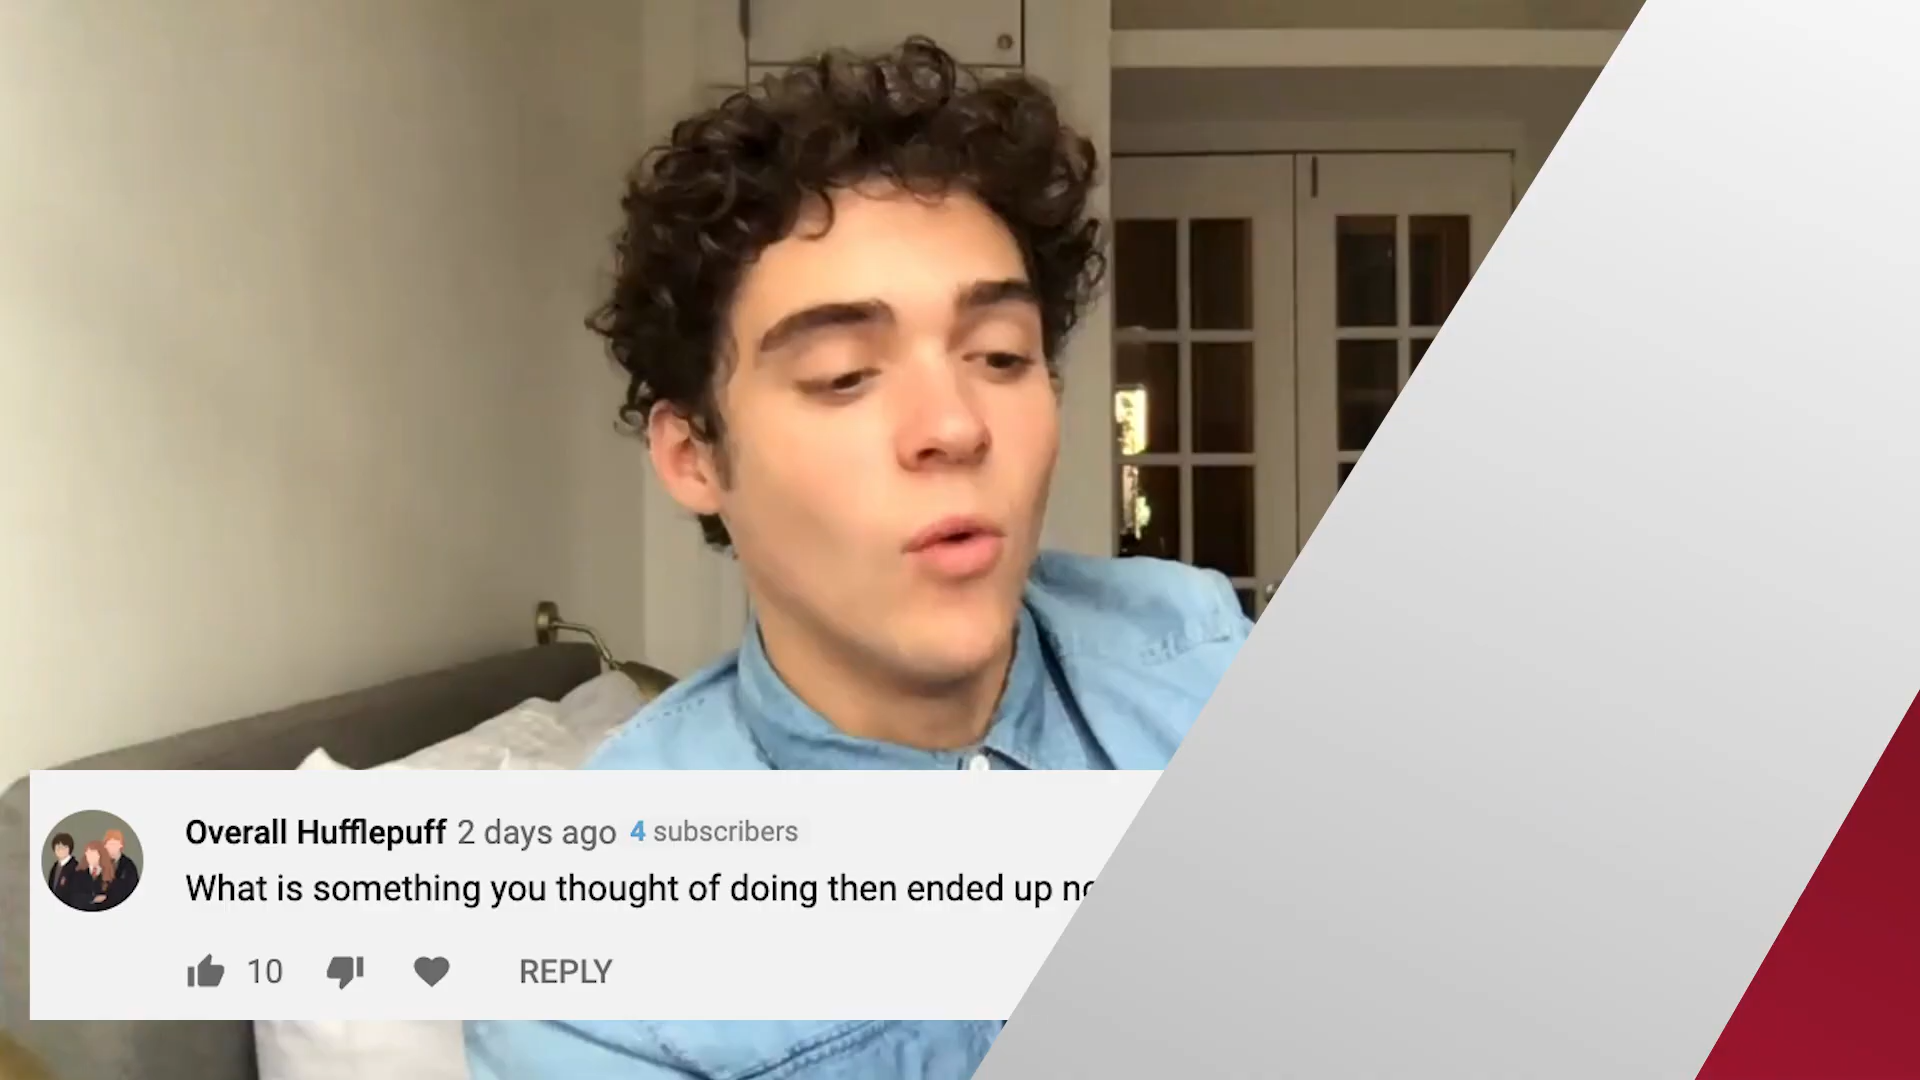 Overall Hufflepuff 2 days ago 4 subscribers
What is something you thought of doing then ended up
10
REPLY